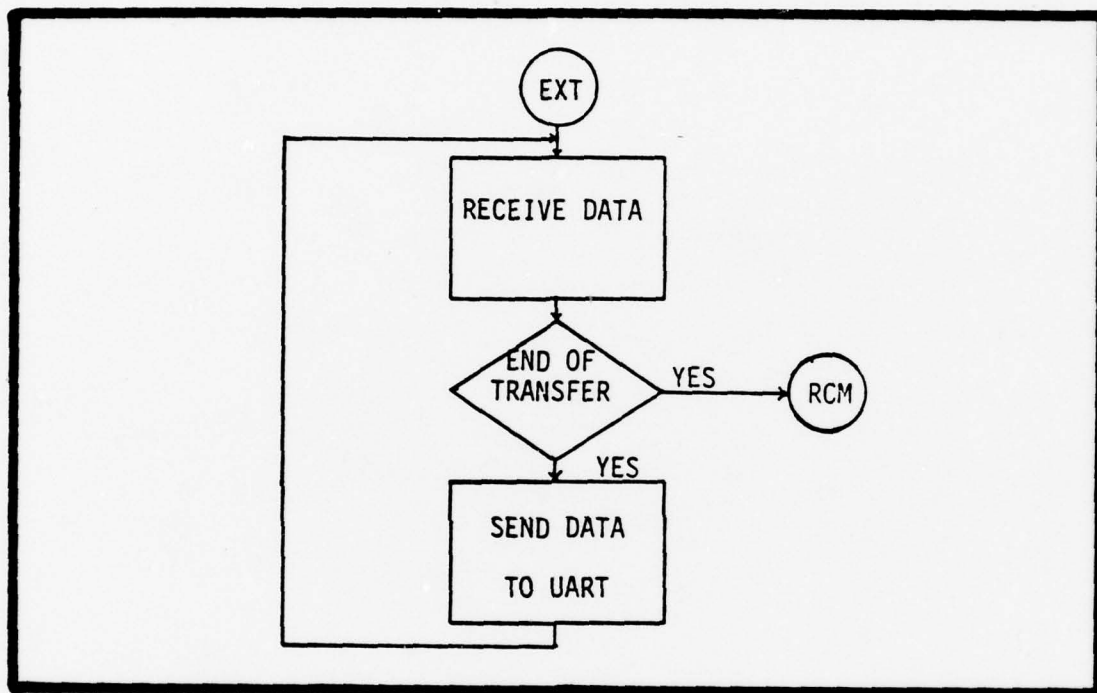 EXT
RECEIVE DATA
END OF
TRANSFER
YES
RCM
YES
SEND DATA
TO UART